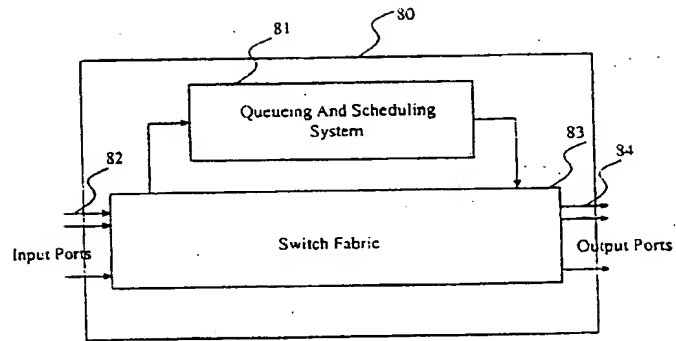 80
81
Queueing And Scheduling
System
82
83
84
Input Ports
Switch Fabric
Output Ports